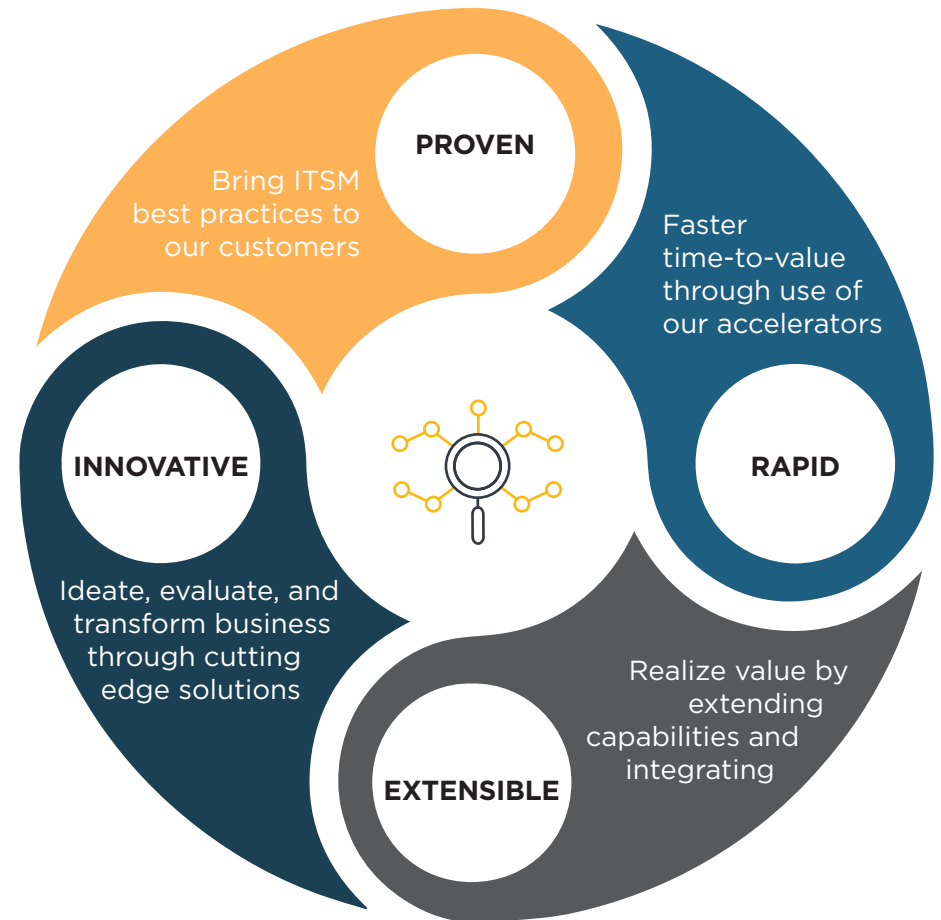 PROVEN
Bring ITSM
best practices to
our customers
Faster
time-to-value
through use of
our accelerators
RAPID
Realize value by
extending
capabilities and
integrating
EXTENSIBLE
INNOVATIVE
Ideate, evaluate, and
transform business
through cutting
edge solutions